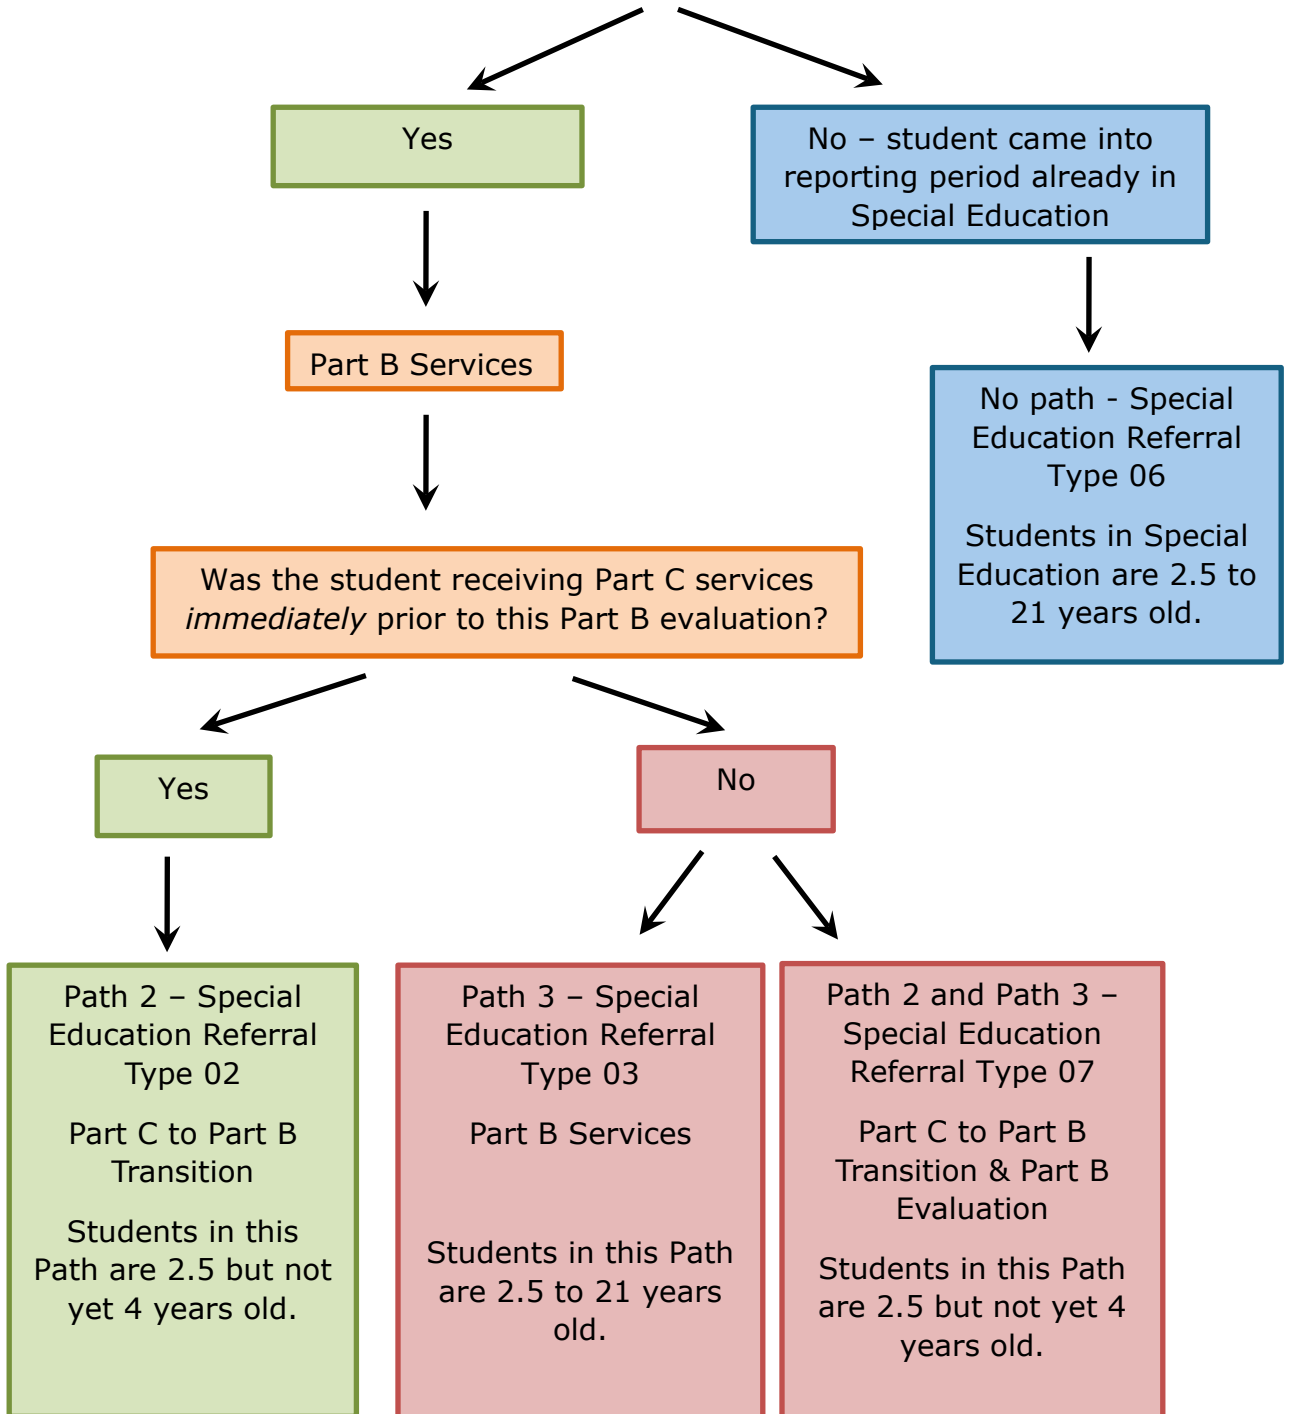 Yes
No – student came into
reporting period already in
Special Education
Part B Services
No path - Special
Education Referral
Type 06
Students in Special
Education are 2.5 to
21 years old.
Was the student receiving Part C services
immediately prior to this Part B evaluation?
Yes
No
Path 2 – Special
Education Referral
Type 02
Part C to Part B
Transition
Students in this
Path are 2.5 but not
yet 4 years old.
Path 3 – Special
Education Referral
Type 03
Part B Services
Students in this Path
are 2.5 to 21 years
old.
Path 2 and Path 3 –
Special Education
Referral Type 07
Part C to Part B
Transition & Part B
Evaluation
Students in this Path
are 2.5 but not yet 4
years old.